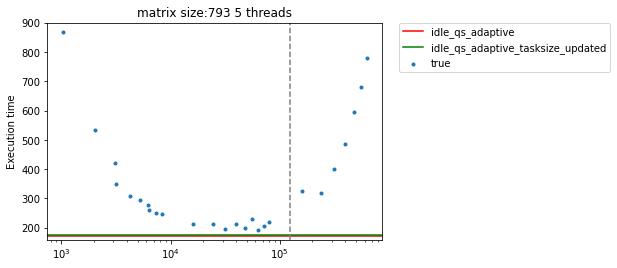 matrix size:793 5 threads
Execution time
900
800
700
600
500
400
300
200
10³
10⁴
10⁵
idle_qs_adaptive
idle_qs_adaptive_tasksize_updated
true